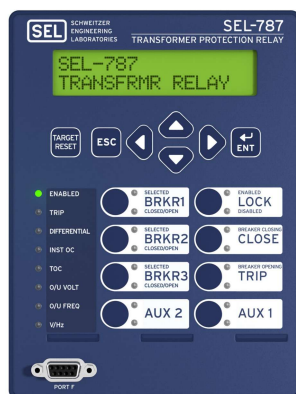 SEL SCHWEITZER
ENGINEERING
LABORATORIES
SEL-787
TRANSFORMER PROTECTION RELAY
SEL-787
TRANSFRMR RELAY
TARGET
RESET
ESC
ENT
ENABLED
TRIP
DIFFERENTIAL
INST OC
TOC
O/U VOLT
O/U FREQ
V/Hz
SELECTED
BRKR1
CLOSED/OPEN
ENABLED
LOCK
DISABLED
SELECTED
BRKR2
CLOSED/OPEN
BREAKER CLOSING
CLOSE
SELECTED
BRKR3
CLOSED/OPEN
BREAKER OPENING
TRIP
AUX 2
AUX 1
PORT F